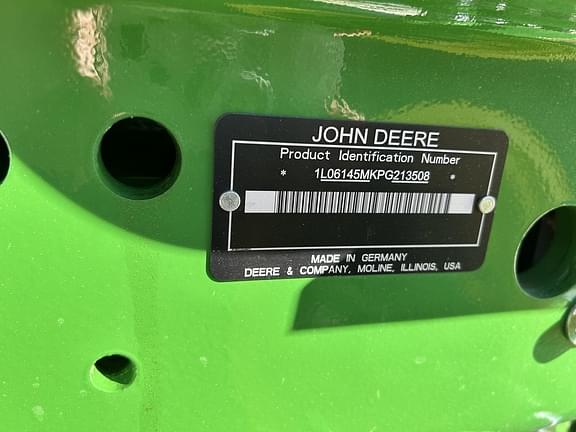 JOHN DEERE
Product Identification Number
* 1L06145MKPG213508 *
MADE IN GERMANY
DEERE & COMPANY, MOLINE, ILLINOIS, USA